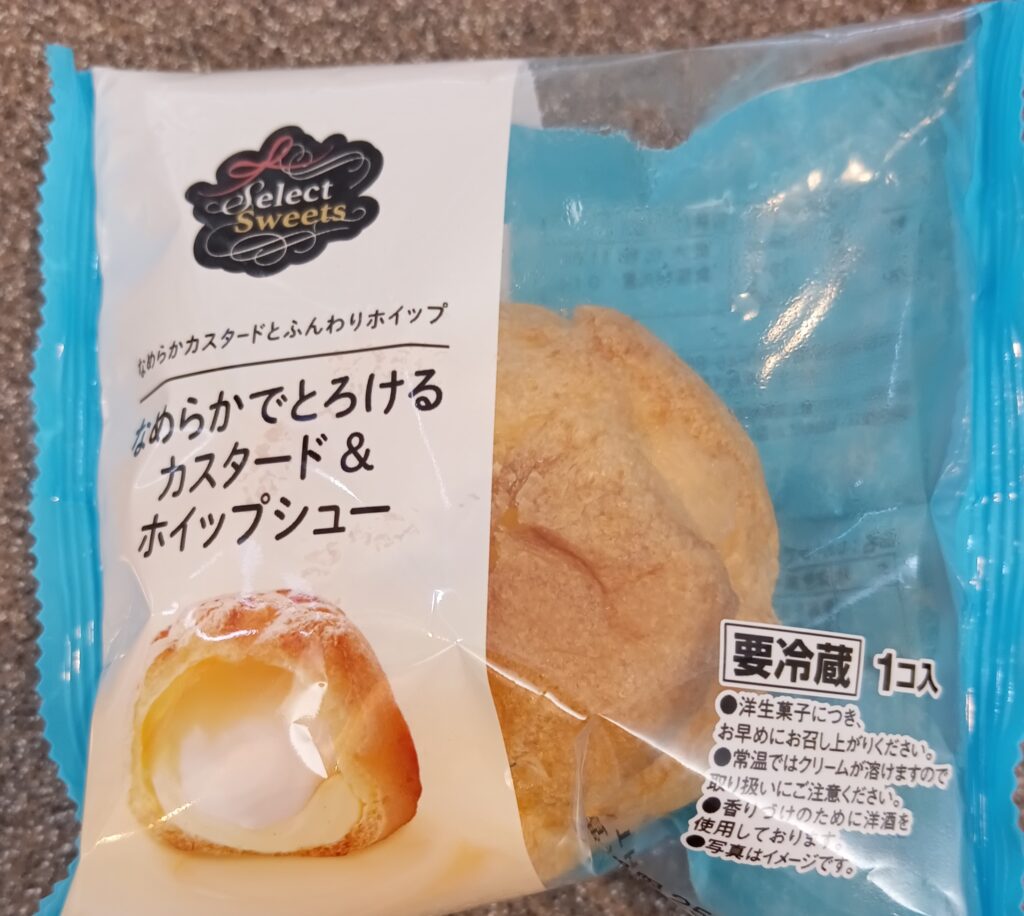 Select
Sweets
なめらかカスタードとふんわりホイップ
なめらかでとろける
カスタード&
ホイップシュー
要冷蔵 1コ入
●洋生菓子につき、
お早めにお召し上がりください。
●常温ではクリームが溶けますので
取り扱いにご注意ください。
●香りづけのために洋酒を
使用しております。
●写真はイメージです。